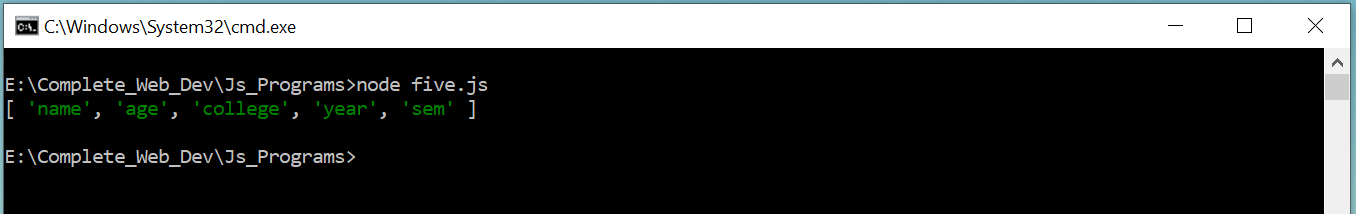 C:\Windows\System32\cmd.exe
E:\Complete_Web_Dev\Js_Programs>node five.js
[ 'name', 'age', 'college', 'year', 'sem' ]
E:\Complete_Web_Dev\Js_Programs>